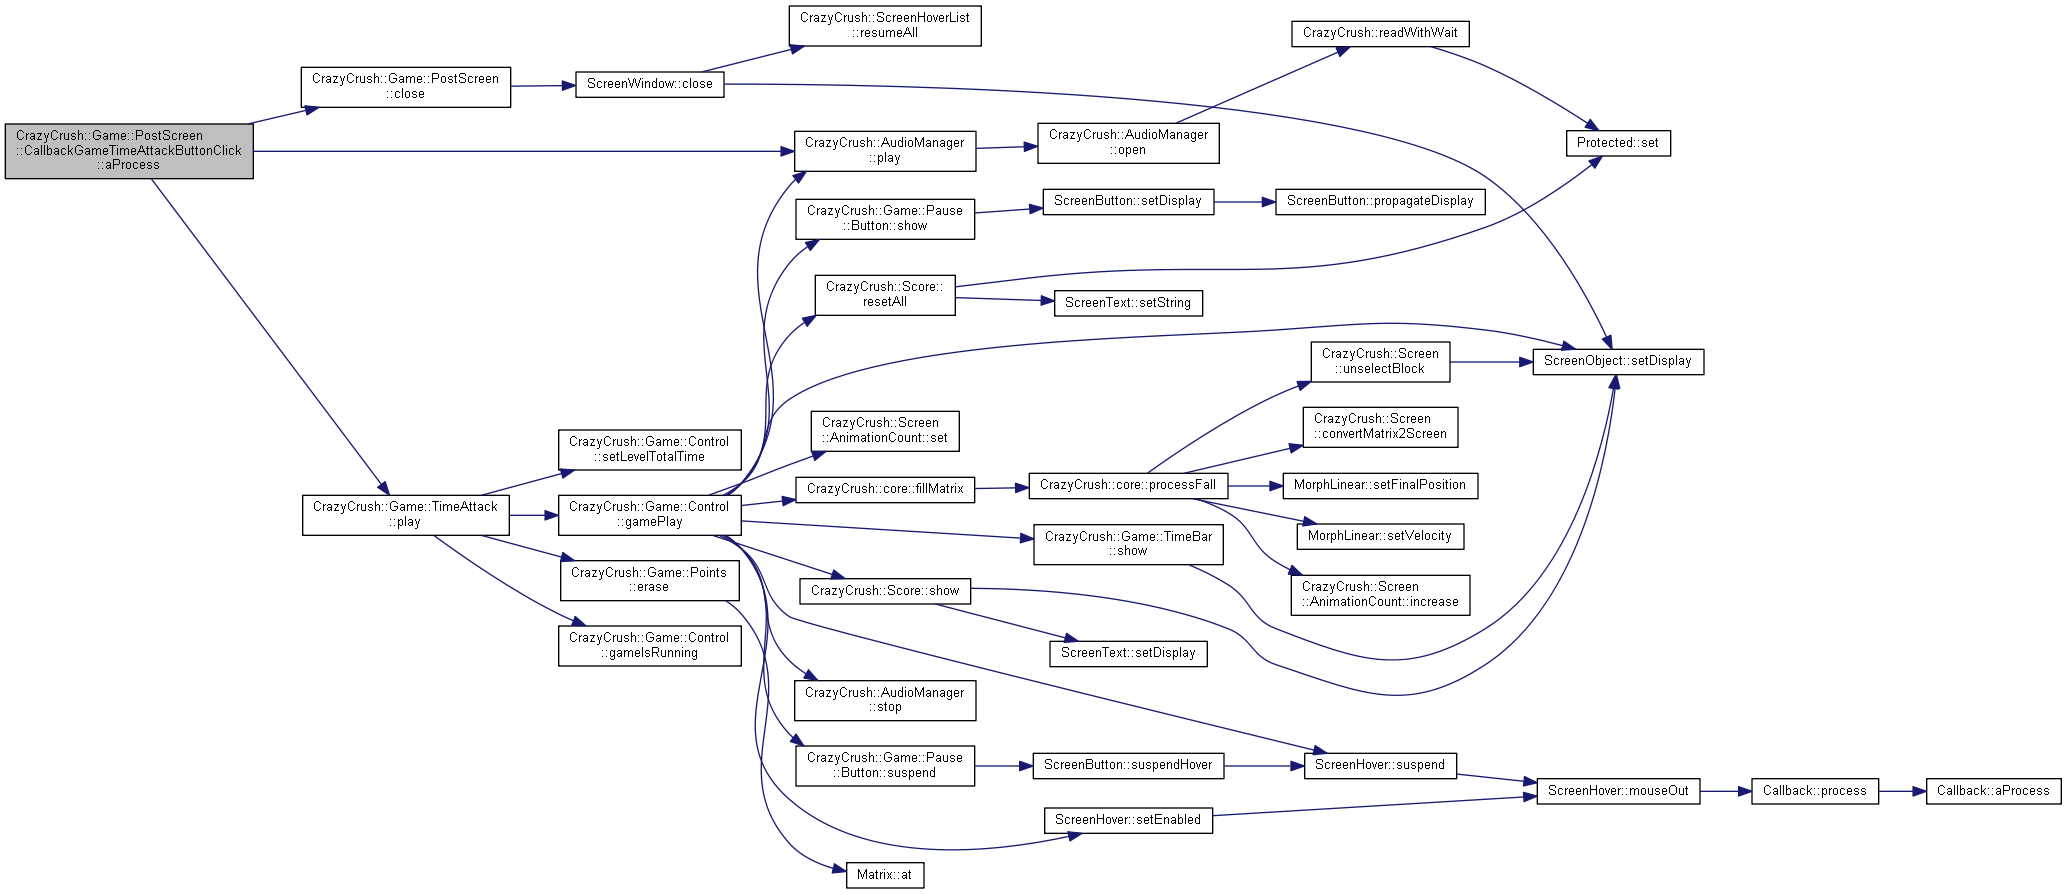 CrazyCrush::ScreenHoverList
::resumeAll
CrazyCrush::readWithWait
CrazyCrush::Game::PostScreen
::close
ScreenWindow::close
CrazyCrush::Game::PostScreen
::CallbackGameTimeAttackButtonClick
::aProcess
CrazyCrush::AudioManager
::play
CrazyCrush::AudioManager
::open
Protected::set
CrazyCrush::Game::Pause
::Button::show
ScreenButton::setDisplay
ScreenButton::propagateDisplay
CrazyCrush::Score::
resetAll
ScreenText::setString
CrazyCrush::Screen
::unselectBlock
ScreenObject::setDisplay
CrazyCrush::Game::Control
::setLevelTotalTime
CrazyCrush::Screen
::AnimationCount::set
CrazyCrush::Screen
::convertMatrix2Screen
CrazyCrush::Game::TimeAttack
::play
CrazyCrush::Game::Control
::gamePlay
CrazyCrush::core::fillMatrix
CrazyCrush::core::processFall
MorphLinear::setFinalPosition
CrazyCrush::Game::TimeBar
::show
MorphLinear::setVelocity
CrazyCrush::Game::Points
::erase
CrazyCrush::Score::show
CrazyCrush::Screen
::AnimationCount::increase
CrazyCrush::Game::Control
::gameIsRunning
ScreenText::setDisplay
CrazyCrush::AudioManager
::stop
CrazyCrush::Game::Pause
::Button::suspend
ScreenButton::suspendHover
ScreenHover::suspend
ScreenHover::mouseOut
Callback::process
Callback::aProcess
ScreenHover::setEnabled
Matrix::at